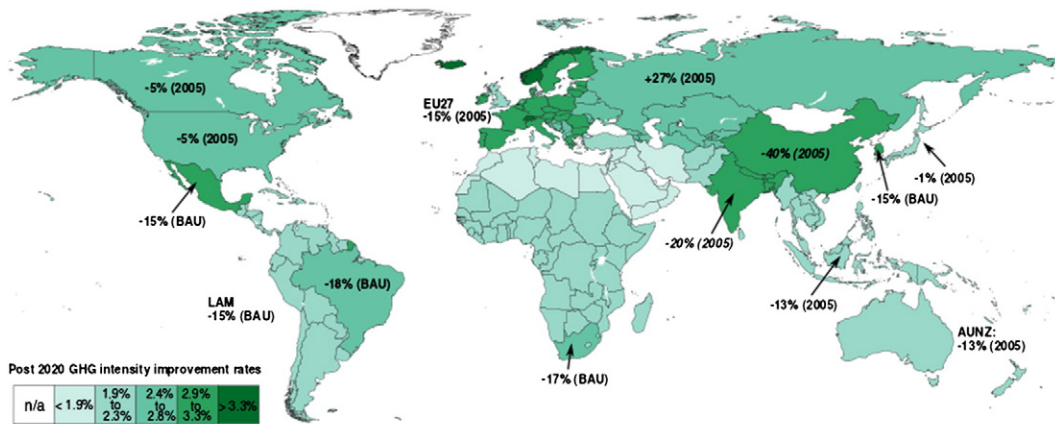 -5% (2005)
+27% (2005)
EU27
-15% (2005)
-5% (2005)
-40% (2005)
-1% (2005)
-15% (BAU)
-15% (BAU)
-20% (2005)
-18% (BAU)
LAM
-15% (BAU)
-13% (2005)
AUNZ:
-13% (2005)
-17% (BAU)
Post 2020 GHG intensity improvement rates
n/a
< 1.9%
1.9%
to
2.3%
2.4%
to
2.8%
2.9%
to
3.3%
> 3.3%